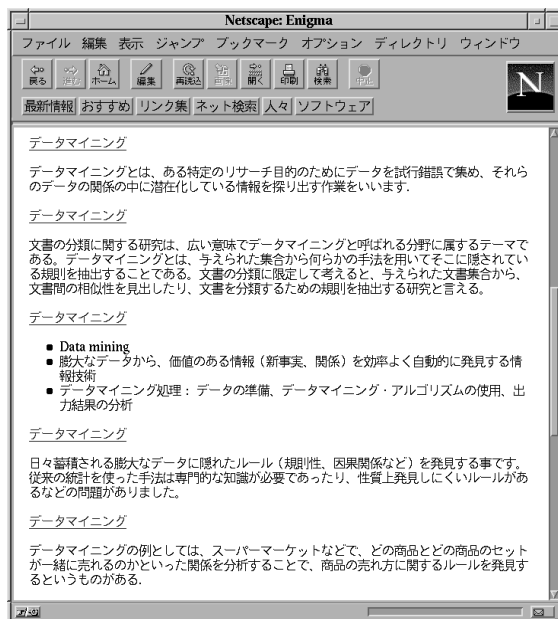 Netscape: Enigma
ファイル 編集 表示 ジャンプ ブックマーク オプション ディレクトリ ウィンドウ
戻る 進む ホーム 編集 再読込 画像 開く 印刷 検索 中止
N
最新情報 おすすめ リンク集 ネット検索 人々 ソフトウェア
データマイニング
データマイニングとは、ある特定のリサーチ目的のためにデータを試行錯誤で集め、それら
のデータの関係の中に潜在化している情報を探り出す作業をいいます.
データマイニング
文書の分類に関する研究は、広い意味でデータマイニングと呼ばれる分野に属するテーマで
ある。データマイニングとは、与えられた集合から何らかの手法を用いてそこに隠されてい
る規則を抽出することである。文書の分類に限定して考えると、与えられた文書集合から、
文書間の相似性を見出したり、文書を分類するための規則を抽出する研究と言える。
データマイニング
Data mining
膨大なデータから、価値のある情報（新事実、関係）を効率よく自動的に発見する情
報技術
データマイニング処理： データの準備、データマイニング・アルゴリズムの使用、出
力結果の分析
データマイニング
日々蓄積される膨大なデータに隠れたルール（規則性、因果関係など）を発見する事です。
従来の統計を使った手法は専門的な知識が必要であったり、性質上発見しにくいルールがあ
るなどの問題がありました。
データマイニング
データマイニングの例としては、スーパーマーケットなどで、どの商品とどの商品のセット
が一緒に売れるのかといった関係を分析することで、商品の売れ方に関するルールを発見す
るというものがある.